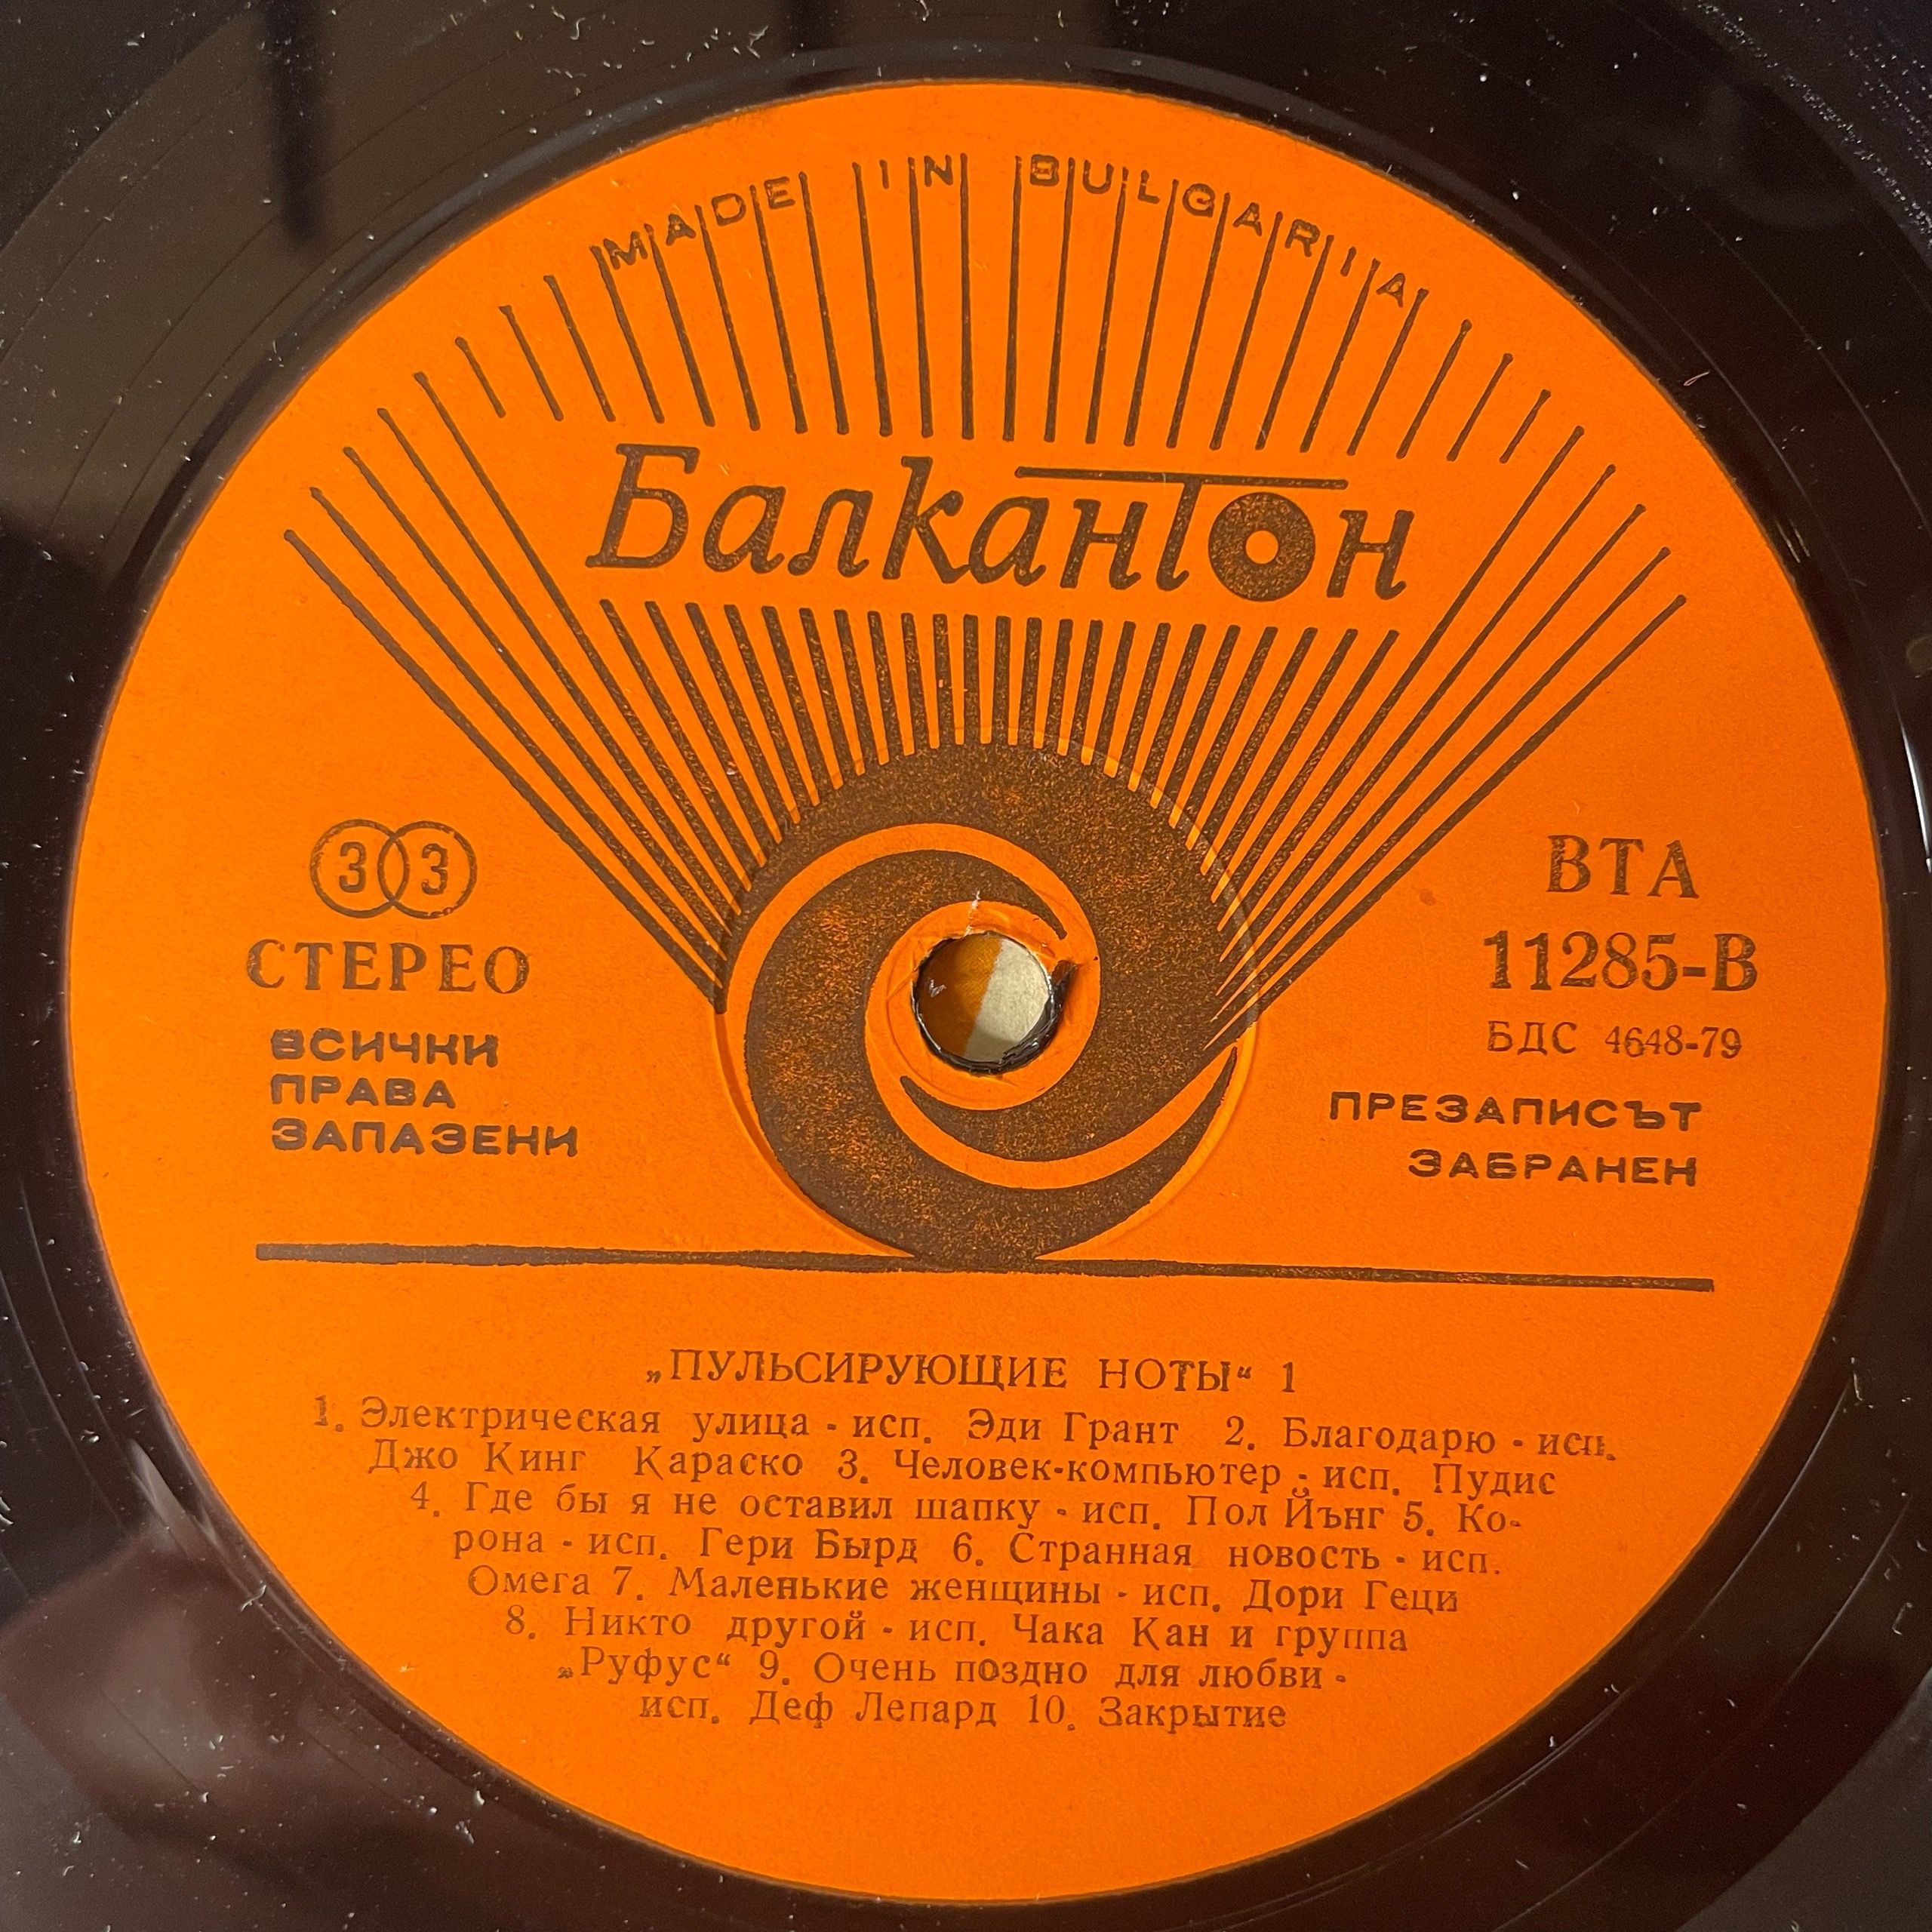 MADE IN BULGARIA
Балкантон
33
СТЕРЕО
ВСИЧКИ
ПРАВА
ЗАПАЗЕНИ
ВТА
11285-В
БДС 4648-79
ПРЕЗАПИСЪТ
ЗАБРАНЕН
„ПУЛЬСИРУЮЩИЕ НОТЫ“ 1
1. Электрическая улица - исп. Эди Грант 2. Благодарю - исп.
Джо Кинг Караско 3. Человек-компьютер - исп. Пудис
4. Где бы я не оставил шапку - исп. Пол Йънг 5. Ко-
рона - исп. Гери Бырд 6. Странная новость - исп.
Омега 7. Маленькие женщины - исп. Дори Геци
8. Никто другой - исп. Чака Кан и группа
„Руфус“ 9. Очень поздно для любви -
исп. Деф Лепард 10. Закрытие